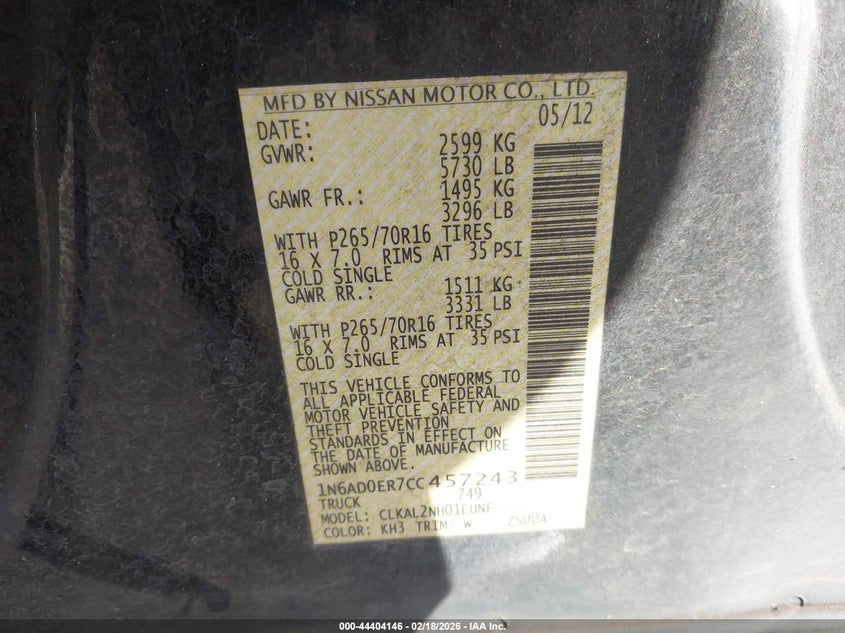 MFD BY NISSAN MOTOR CO., LTD.
DATE: 05/12
GVWR: 2599 KG
5730 LB
GAWR FR.: 1495 KG
3296 LB
WITH P265/70R16 TIRES
16 X 7.0 RIMS AT 35 PSI
COLD SINGLE
GAWR RR.: 1511 KG
3331 LB
WITH P265/70R16 TIRES
16 X 7.0 RIMS AT 35 PSI
COLD SINGLE
THIS VEHICLE CONFORMS TO
ALL APPLICABLE FEDERAL
MOTOR VEHICLE SAFETY AND
THEFT PREVENTION
STANDARDS IN EFFECT ON
THE DATE OF MANUFACTURE
SHOWN ABOVE.
1N6AD0ER7CC457243
TRUCK 749
MODEL: CLKAL2NH01EUNF
COLOR: KH3 TRIM: W ZS00A
000-44404146 - 02/18/2026 - IAA Inc.